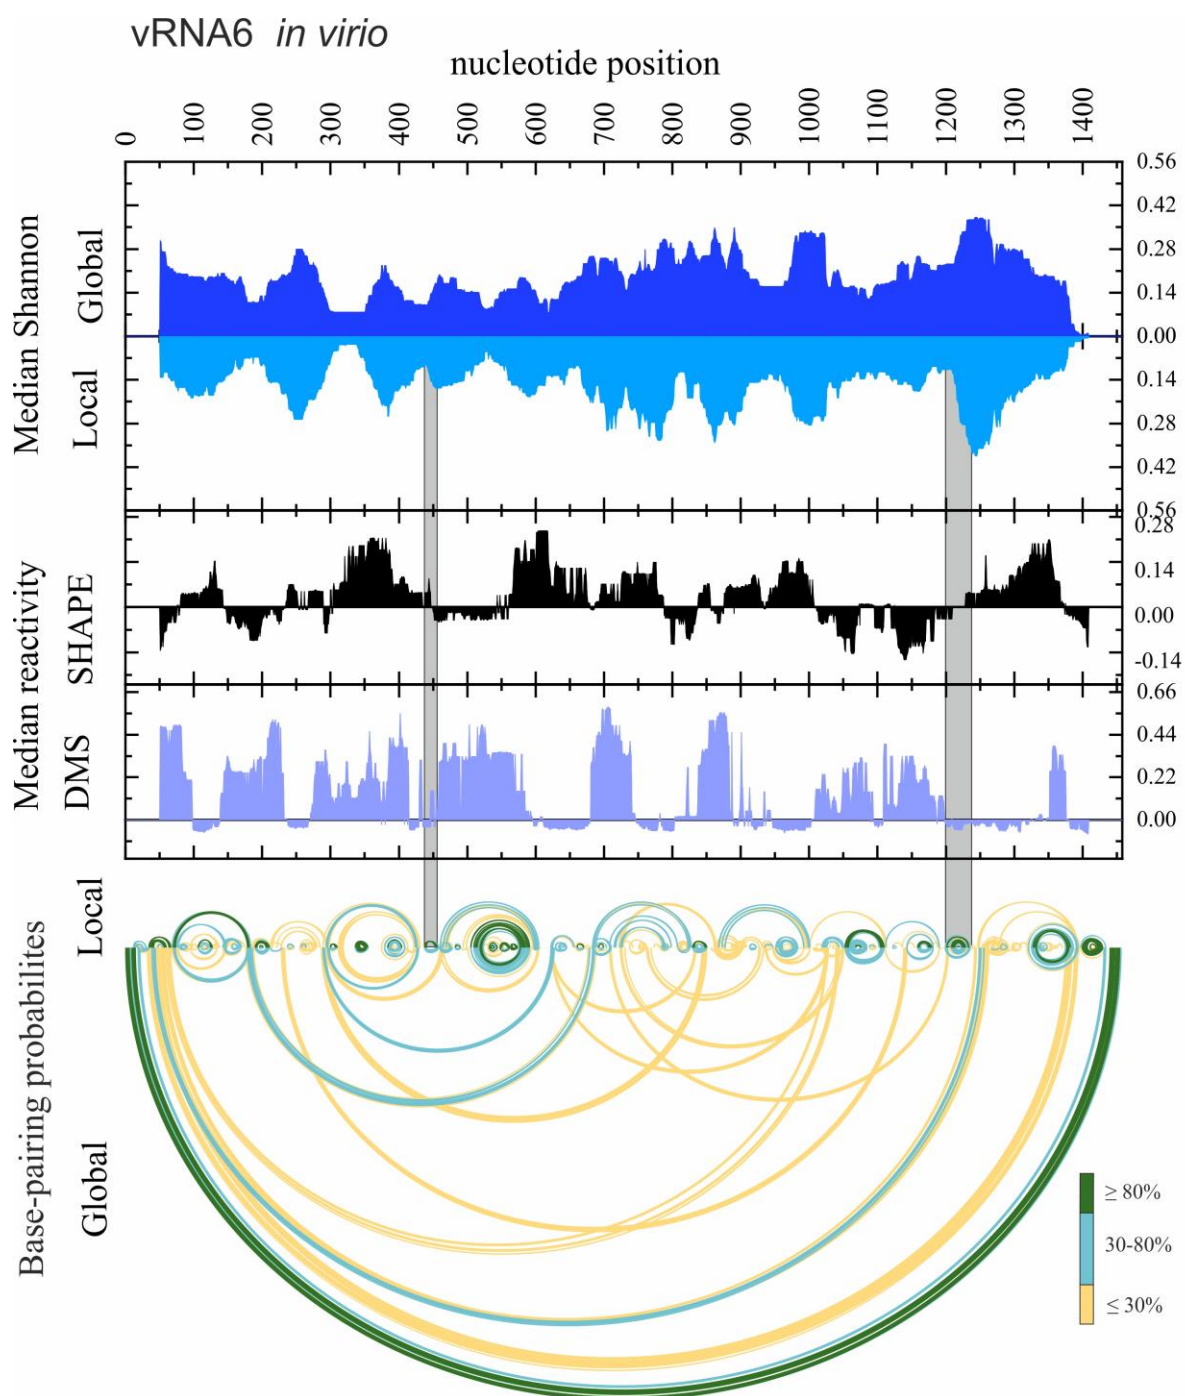 vRNA6 in virio
nucleotide position
0 100 200 300 400 500 600 700 800 900 1000 1100 1200 1300 1400
Median Shannon
Global
Local
0.56
0.42
0.28
0.14
0.00
0.14
0.28
0.42
0.56
Median reactivity
SHAPE
0.28
0.14
0.00
-0.14
DMS
0.66
0.44
0.22
0.00
Base-pairing probabilites
Local
Global
≥ 80%
30-80%
≤ 30%